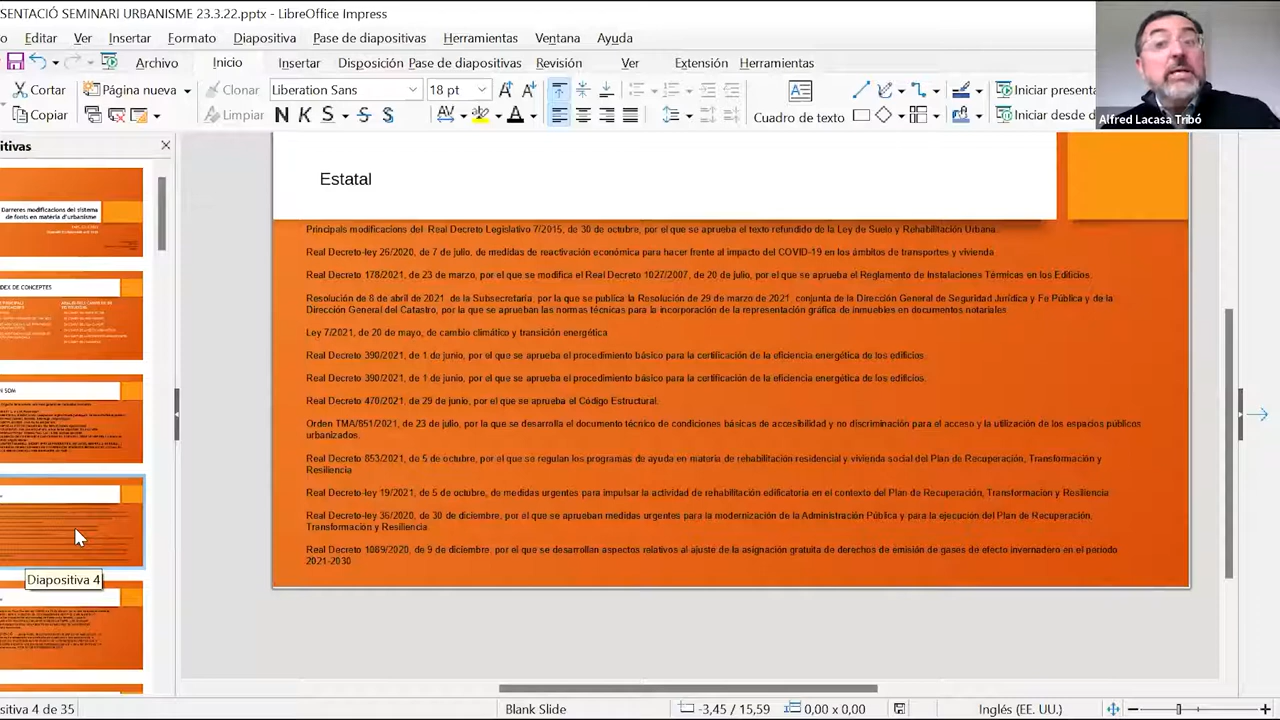 SENTACIÓ SEMINARI URBANISME 23.3.22.pptx - LibreOffice Impress
o Editar Ver Insertar Formato Diapositiva Pase de diapositivas Herramientas Ventana Ayuda
Archivo Inicio Insertar Disposición Pase de diapositivas Revisión Ver Extensión Herramientas
Cortar Página nueva Clonar Liberation Sans 18 pt Iniciar present
Copiar Limpiar Cuadro de texto Iniciar desde d
Alfred Lacasa Tribó
itivas
Darreres modificacions del sistema
de fonts en matèria d'urbanisme
DEX DE CONCEPTES
N SDM
Diapositiva 4
Estatal
Principals modificacions del Real Decreto Legislativo 7/2015, de 30 de octubre, por el que se aprueba el texto refundido de la Ley de Suelo y Rehabilitación Urbana.
Real Decreto-ley 26/2020, de 7 de julio, de medidas de reactivación económica para hacer frente al impacto del COVID-19 en los ámbitos de transportes y vivienda
Real Decreto 178/2021, de 23 de marzo, por el que se modifica el Real Decreto 1027/2007, de 20 de julio, por el que se aprueba el Reglamento de Instalaciones Térmicas en los Edificios.
Resolución de 8 de abril de 2021, de la Subsecretaría, por la que se publica la Resolución de 29 de marzo de 2021, conjunta de la Dirección General de Seguridad Jurídica y Fe Pública y de la
Dirección General del Catastro, por la que se aprueban las normas técnicas para la incorporación de la representación gráfica de inmuebles en documentos notariales
Ley 7/2021, de 20 de mayo, de cambio climático y transición energética
Real Decreto 390/2021, de 1 de junio, por el que se aprueba el procedimiento básico para la certificación de la eficiencia energética de los edificios.
Real Decreto 390/2021, de 1 de junio, por el que se aprueba el procedimiento básico para la certificación de la eficiencia energética de los edificios.
Real Decreto 470/2021, de 29 de junio, por el que se aprueba el Código Estructural.
Orden TMA/851/2021, de 23 de julio, por la que se desarrolla el documento técnico de condiciones básicas de accesibilidad y no discriminación para el acceso y la utilización de los espacios públicos
urbanizados.
Real Decreto 853/2021, de 5 de octubre, por el que se regulan los programas de ayuda en materia de rehabilitación residencial y vivienda social del Plan de Recuperación, Transformación y
Resiliencia
Real Decreto-ley 19/2021, de 5 de octubre, de medidas urgentes para impulsar la actividad de rehabilitación edificatoria en el contexto del Plan de Recuperación, Transformación y Resiliencia
Real Decreto-ley 36/2020, de 30 de diciembre, por el que se aprueban medidas urgentes para la modernización de la Administración Pública y para la ejecución del Plan de Recuperación,
Transformación y Resiliencia.
Real Decreto 1089/2020, de 9 de diciembre, por el que se desarrollan aspectos relativos al ajuste de la asignación gratuita de derechos de emisión de gases de efecto invernadero en el periodo
2021-2030
sitiva 4 de 35 Blank Slide -3,45 / 15,59 0,00 x 0,00 Inglés (EE. UU.)